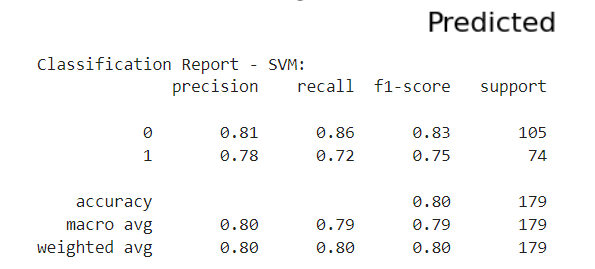 Predicted
Classification Report - SVM:
precision recall f1-score support
0 0.81 0.86 0.83 105
1 0.78 0.72 0.75 74
accuracy 0.80 179
macro avg 0.80 0.79 0.79 179
weighted avg 0.80 0.80 0.80 179